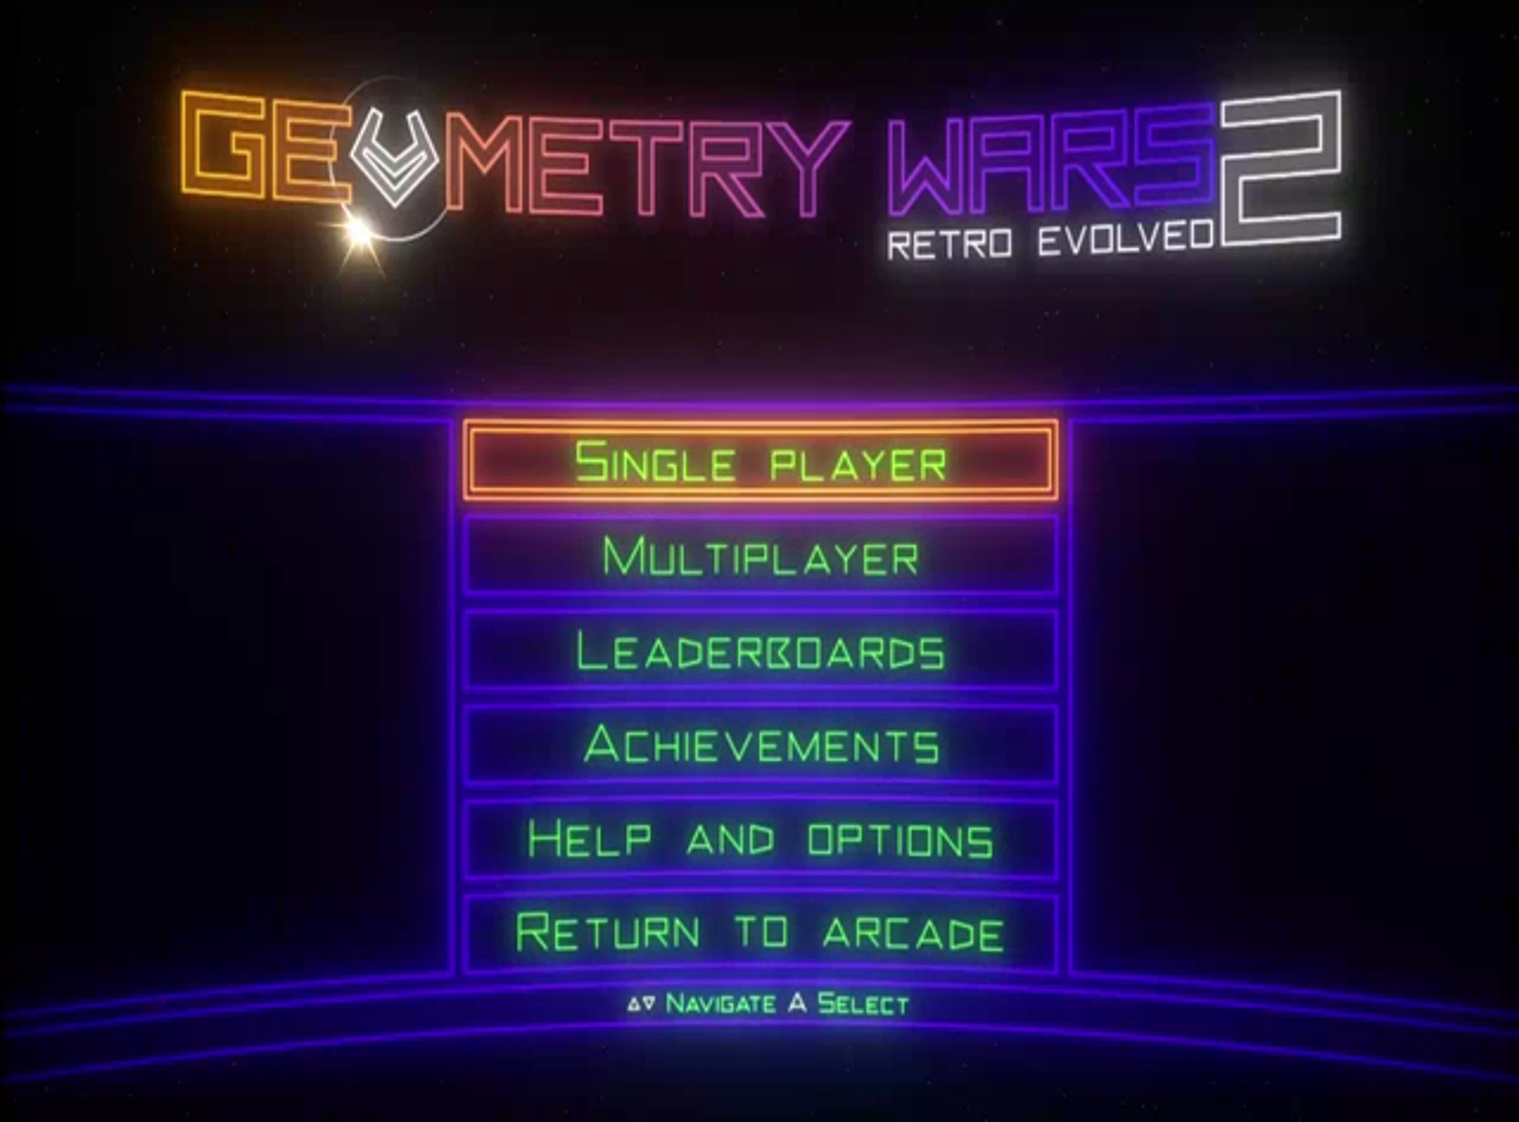 GEOMETRY WARS 2
RETRO EVOLVED
SINGLE PLAYER
MULTIPLAYER
LEADERBOARDS
ACHIEVEMENTS
HELP AND OPTIONS
RETURN TO ARCADE
△▽ NAVIGATE A SELECT